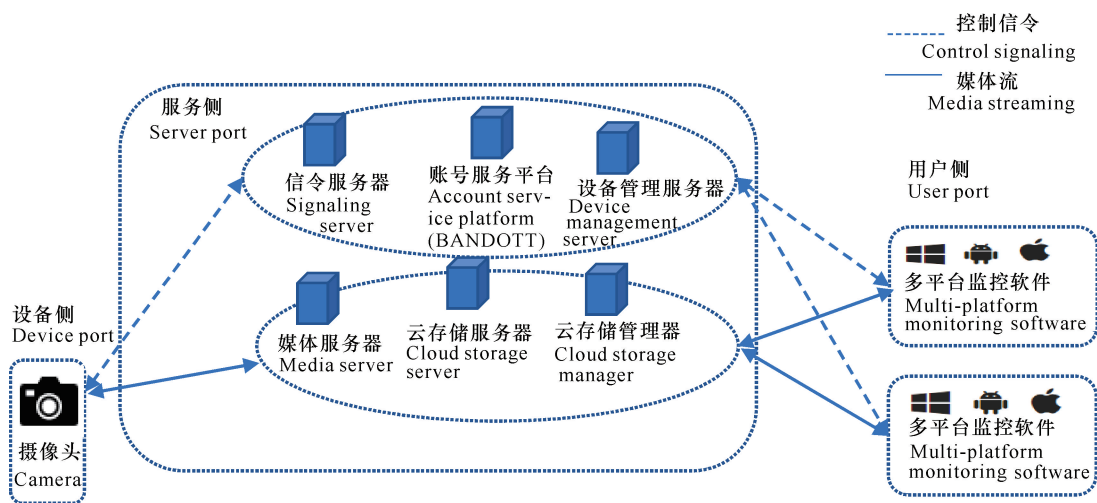 控制信令
Control signaling
媒体流
Media streaming
服务侧
Server port
信令服务器
Signaling
server
账号服务平台
Account serv-
ice platform
(BANDOTT)
设备管理服务器
Device
management
server
用户侧
User port
多平台监控软件
Multi-platform
monitoring software
设备侧
Device port
摄像头
Camera
媒体服务器
Media server
云存储服务器
Cloud storage
server
云存储管理器
Cloud storage
manager
多平台监控软件
Multi-platform
monitoring software